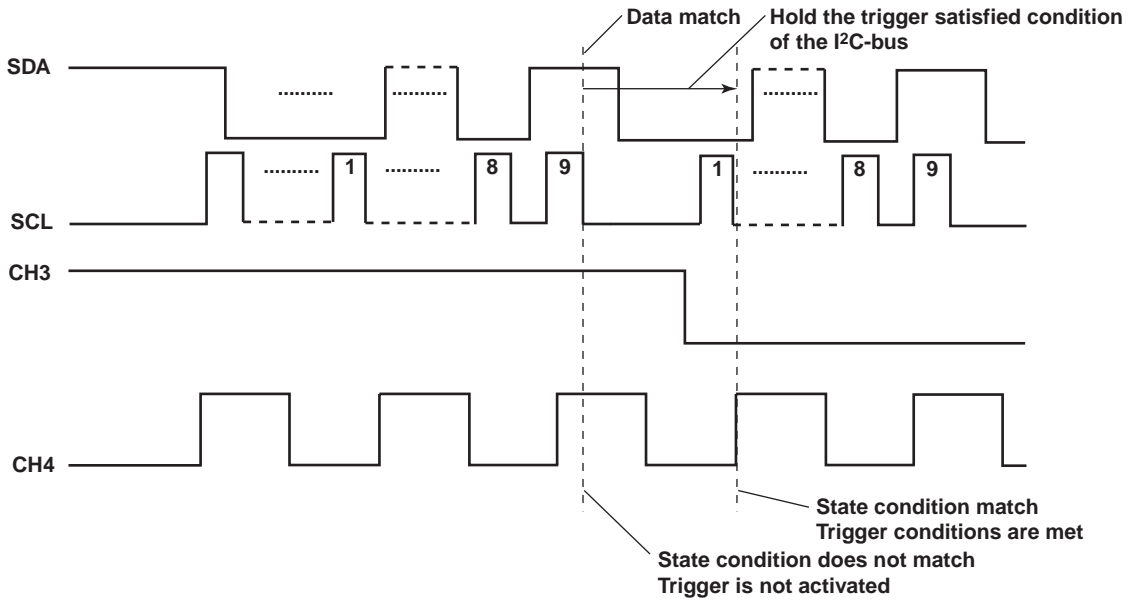 Data match
Hold the trigger satisfied condition
of the I²C-bus
SDA
1
8
9
1
8
9
SCL
CH3
CH4
State condition match
Trigger conditions are met
State condition does not match
Trigger is not activated